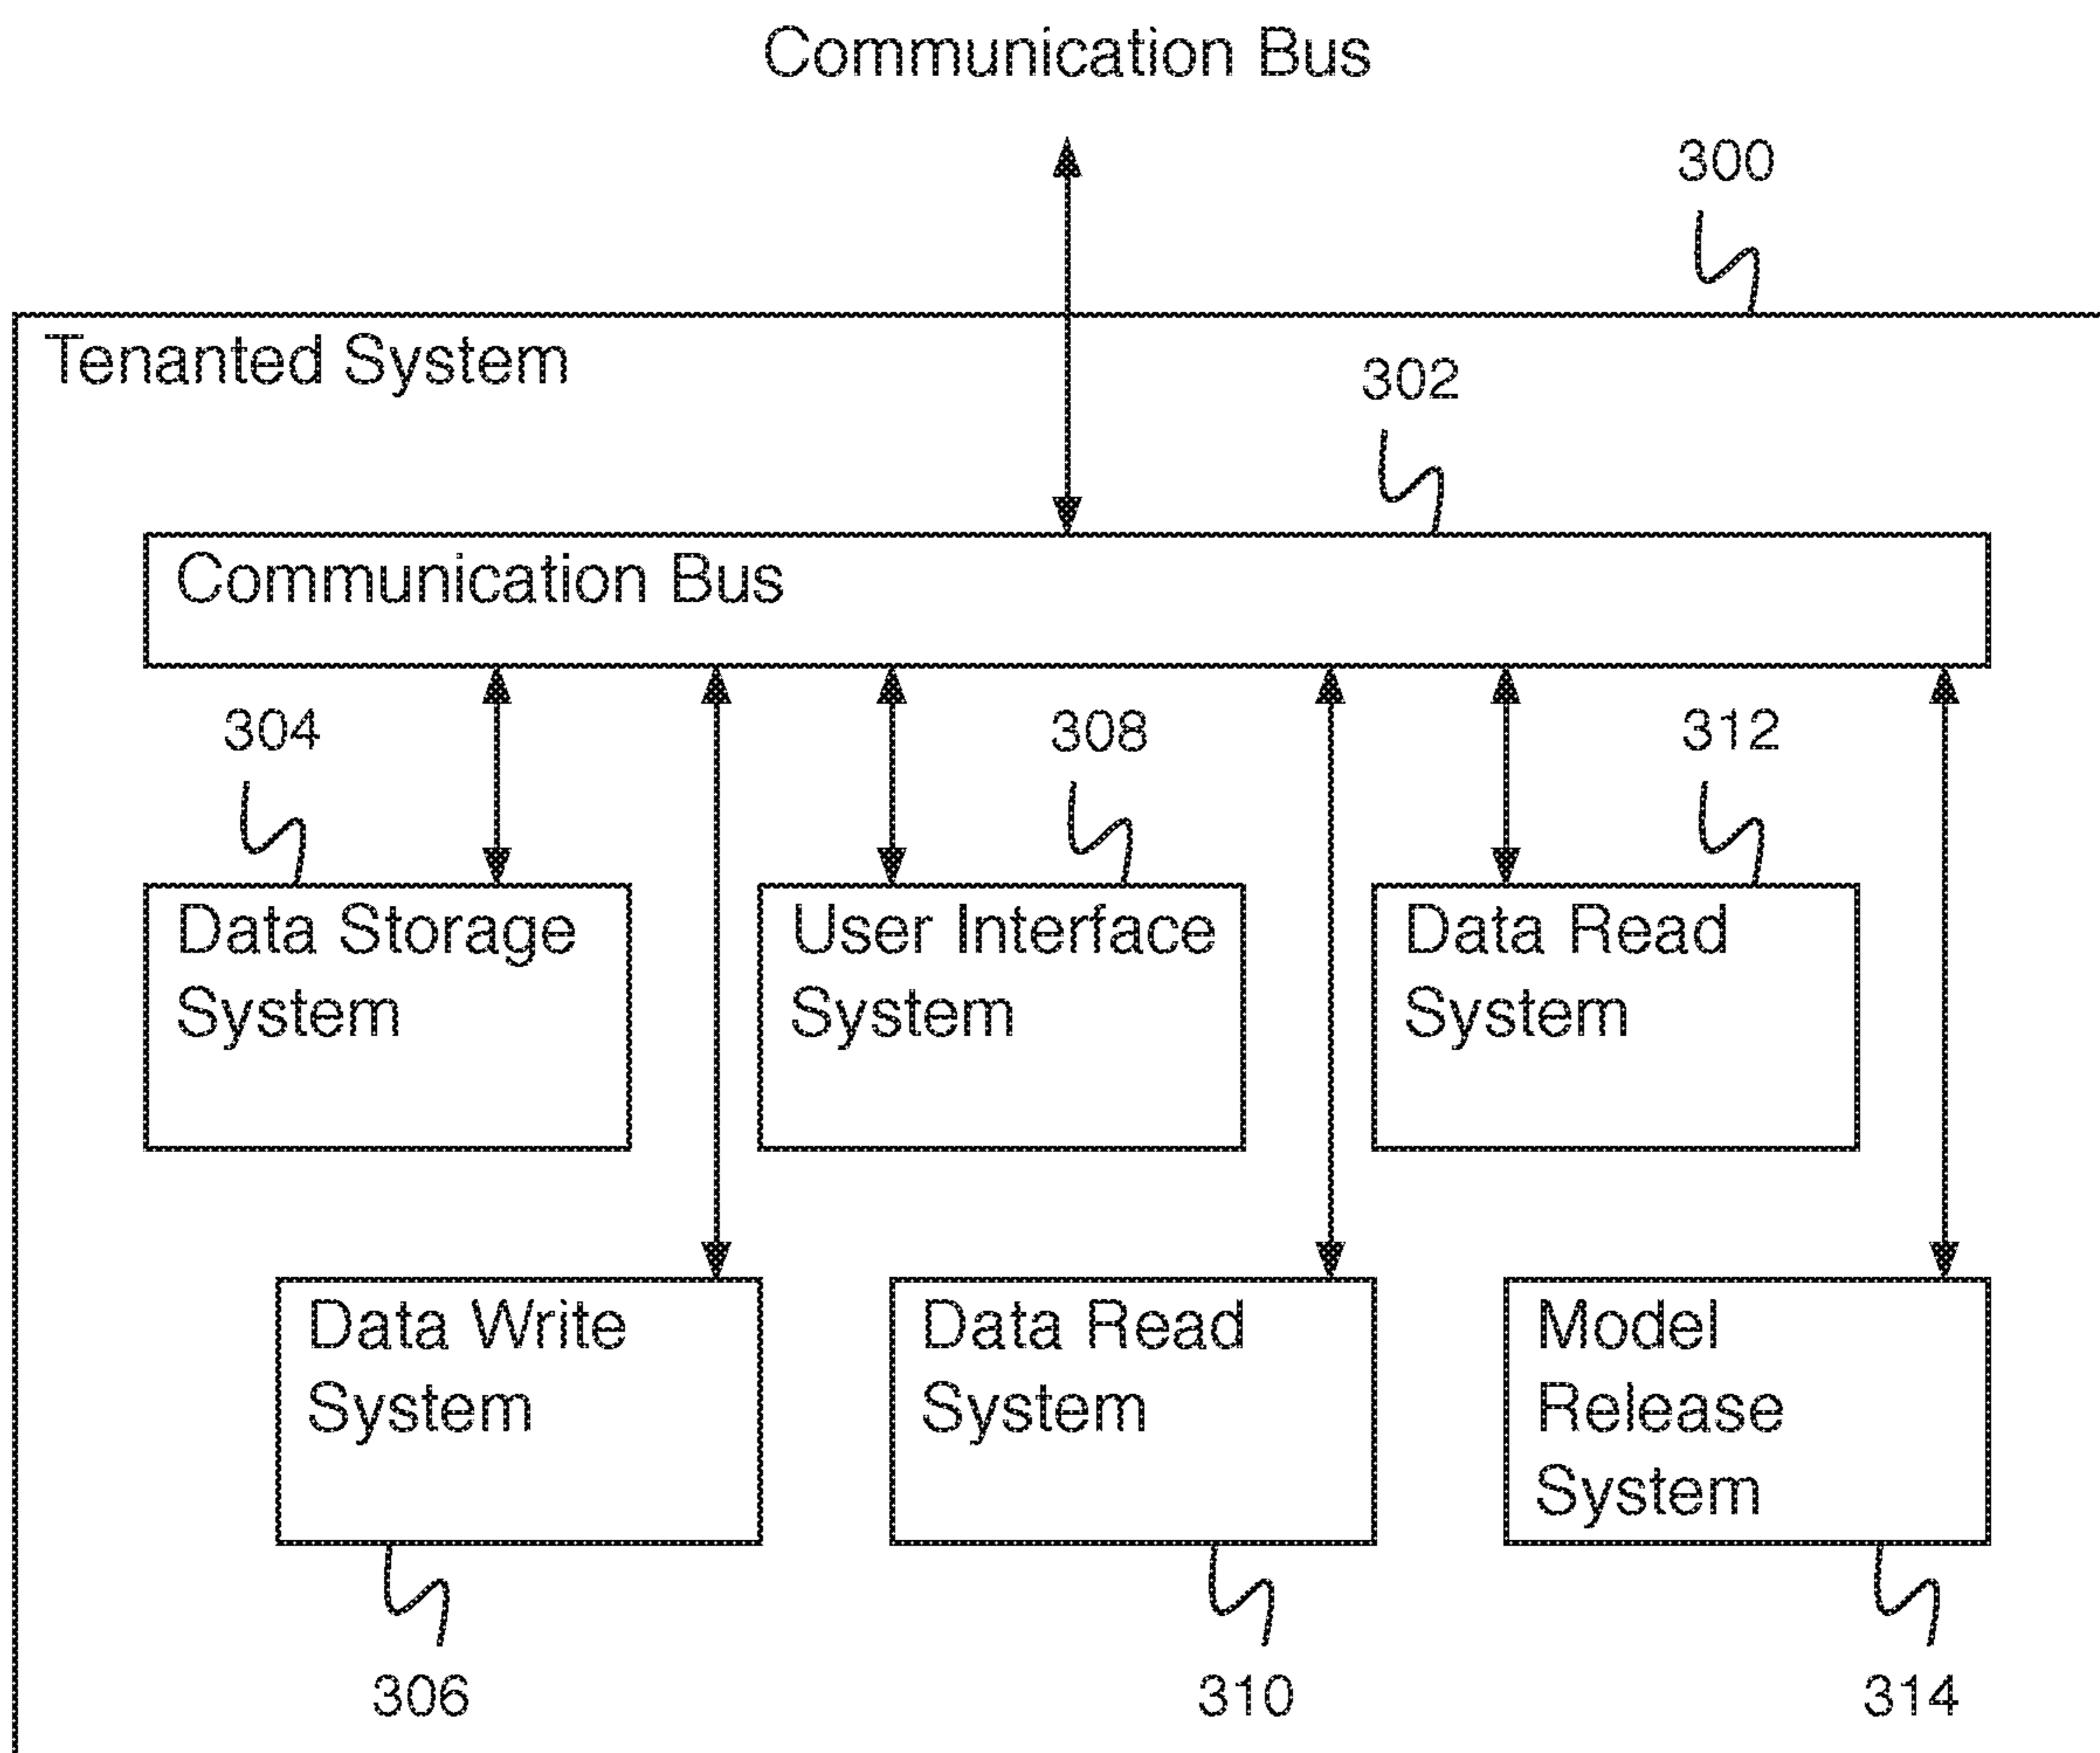 Communication Bus
300
Tenanted System
302
Communication Bus
304
308
312
Data Storage
System
User Interface
System
Data Read
System
Data Write
System
Data Read
System
Model
Release
System
306
310
314